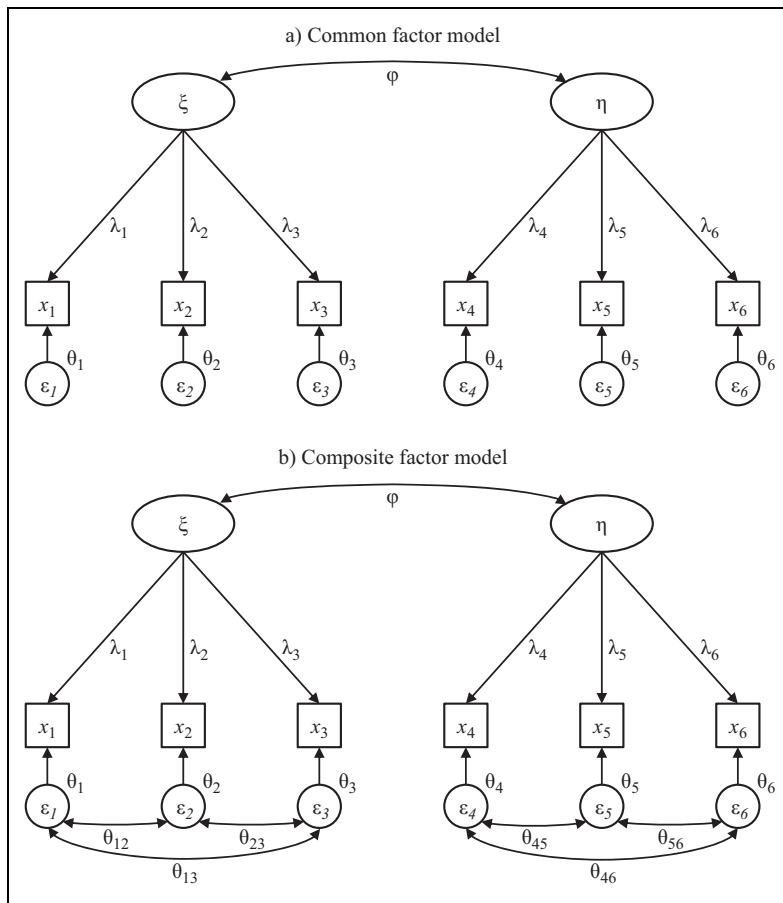 a) Common factor model
φ
ξ η
λ1 λ2 λ3 λ4 λ5 λ6
x1 x2 x3 x4 x5 x6
θ1 θ2 θ3 θ4 θ5 θ6
ε1 ε2 ε3 ε4 ε5 ε6
b) Composite factor model
φ
ξ η
λ1 λ2 λ3 λ4 λ5 λ6
x1 x2 x3 x4 x5 x6
θ1 θ2 θ3 θ4 θ5 θ6
ε1 ε2 ε3 ε4 ε5 ε6
θ12 θ23 θ45 θ56
θ13 θ46